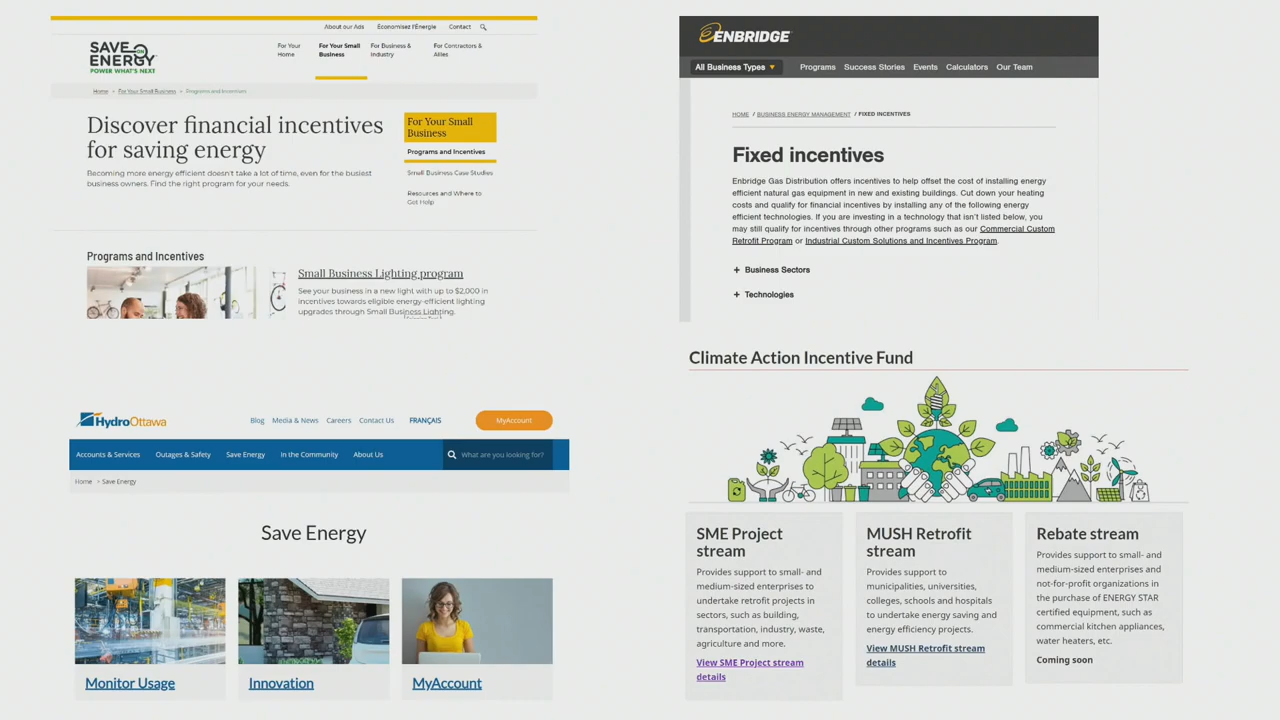 About our Ads Économisez l'Énergie Contact
SAVE ON ENERGY
POWER WHAT'S NEXT
For Your
Home
For Your Small
Business
For Business &
Industry
For Contractors &
Allies
Home > For Your Small Business > Programs and Incentives
Discover financial incentives
for saving energy
Becoming more energy efficient doesn't take a lot of time, even for the busiest
business owners. Find the right program for your needs.
For Your Small
Business
Programs and Incentives
Small Business Case Studies
Resources and Where to
Get Help
Programs and Incentives
Small Business Lighting program
See your business in a new light with up to $2,000 in
incentives towards eligible energy-efficient lighting
upgrades through Small Business Lighting.
ENBRIDGE
All Business Types ▼ Programs Success Stories Events Calculators Our Team
HOME / BUSINESS ENERGY MANAGEMENT / FIXED INCENTIVES
Fixed incentives
Enbridge Gas Distribution offers incentives to help offset the cost of installing energy
efficient natural gas equipment in new and existing buildings. Cut down your heating
costs and qualify for financial incentives by installing any of the following energy
efficient technologies. If you are investing in a technology that isn't listed below, you
may still qualify for incentives through other programs such as our Commercial Custom
Retrofit Program or Industrial Custom Solutions and Incentives Program.
+ Business Sectors
+ Technologies
HydroOttawa
Blog Media & News Careers Contact Us FRANÇAIS MyAccount
Accounts & Services Outages & Safety Save Energy In the Community About Us What are you looking for?
Home > Save Energy
Save Energy
Monitor Usage
Innovation
MyAccount
Climate Action Incentive Fund
SME Project
stream
Provides support to small- and
medium-sized enterprises to
undertake retrofit projects in
sectors, such as building,
transportation, industry, waste,
agriculture and more.
View SME Project stream
details
MUSH Retrofit
stream
Provides support to
municipalities, universities,
colleges, schools and hospitals
to undertake energy saving and
energy efficiency projects.
View MUSH Retrofit stream
details
Rebate stream
Provides support to small- and
medium-sized enterprises and
not-for-profit organizations in
the purchase of ENERGY STAR
certified equipment, such as
commercial kitchen appliances,
water heaters, etc.
Coming soon